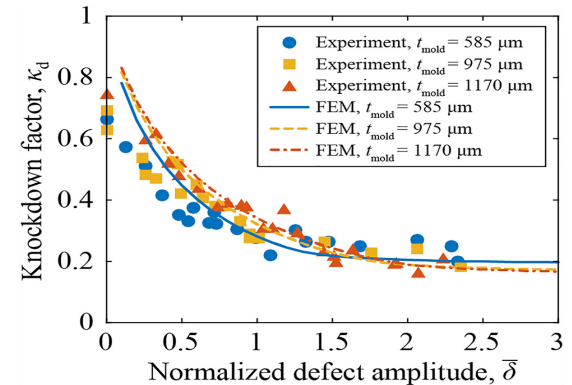 1
0.8
0.6
0.4
0.2
0
Knockdown factor, κd
Experiment, tmold = 585 μm
Experiment, tmold = 975 μm
Experiment, tmold = 1170 μm
FEM, tmold = 585 μm
FEM, tmold = 975 μm
FEM, tmold = 1170 μm
0 0.5 1 1.5 2 2.5 3
Normalized defect amplitude, δ̅